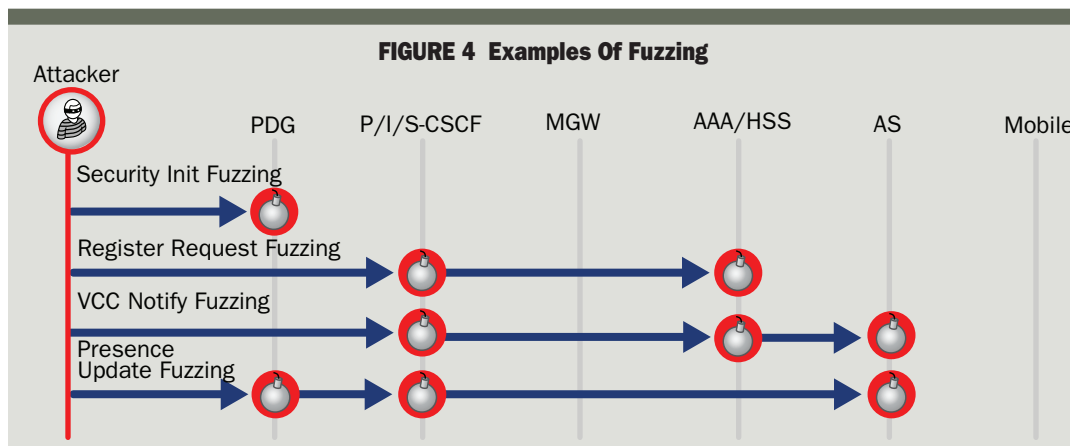 FIGURE 4 Examples Of Fuzzing
Attacker
PDG
P/I/S-CSCF
MGW
AAA/HSS
AS
Mobile
Security Init Fuzzing
Register Request Fuzzing
VCC Notify Fuzzing
Presence
Update Fuzzing